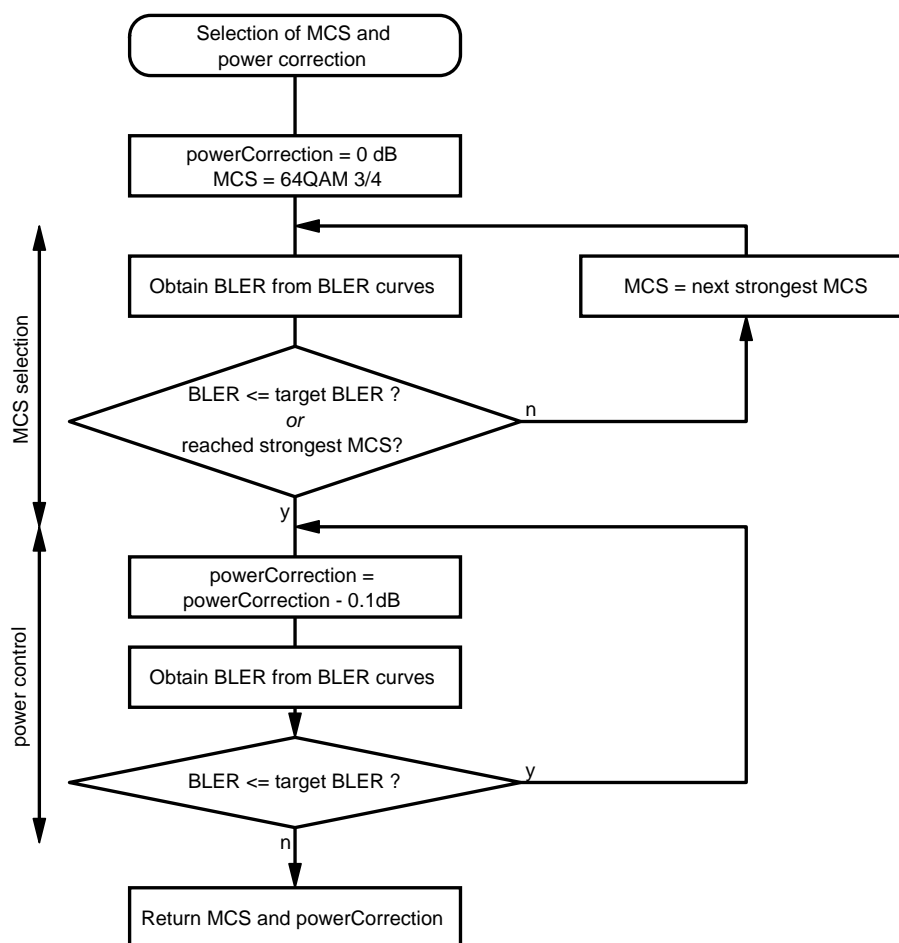 Selection of MCS and
power correction
powerCorrection = 0 dB
MCS = 64QAM 3/4
MCS selection
Obtain BLER from BLER curves
MCS = next strongest MCS
BLER <= target BLER ?
or
reached strongest MCS?
n
y
power control
powerCorrection =
powerCorrection - 0.1dB
Obtain BLER from BLER curves
BLER <= target BLER ?
y
n
Return MCS and powerCorrection